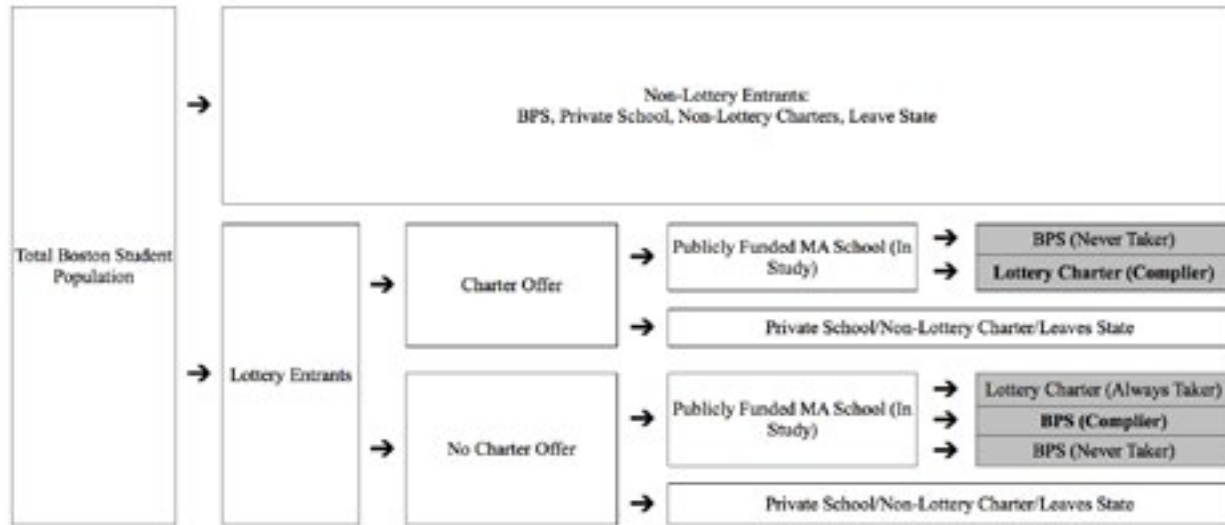 Non-Lottery Entrants:
BPS, Private School, Non-Lottery Charters, Leave State
Total Boston Student
Population
Lottery Entrants
Charter Offer
Publicly Funded MA School (In
Study)
BPS (Never Taker)
Lottery Charter (Complier)
Private School/Non-Lottery Charter/Leaves State
No Charter Offer
Publicly Funded MA School (In
Study)
Lottery Charter (Always Taker)
BPS (Complier)
BPS (Never Taker)
Private School/Non-Lottery Charter/Leaves State